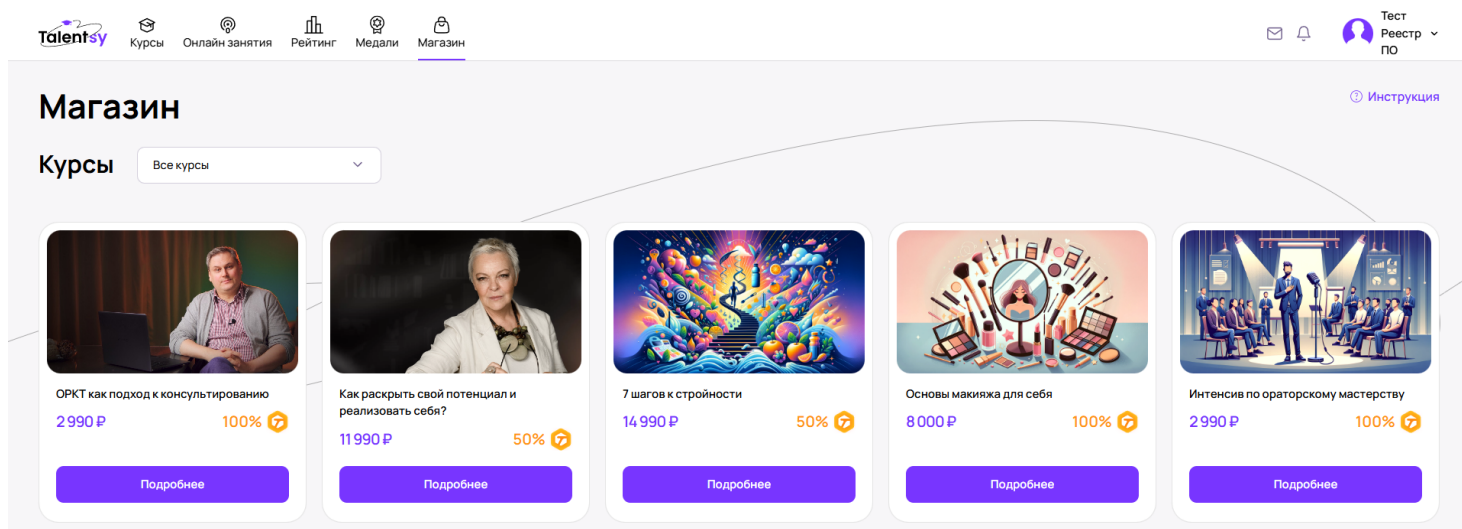 Talentsy
Курсы
Онлайн занятия
Рейтинг
Медали
Магазин
Тест
Реестр
ПО
Магазин
Инструкция
Курсы
Все курсы
ОРКТ как подход к консультированию
2 990 ₽
100%
Подробнее
Как раскрыть свой потенциал и
реализовать себя?
11 990 ₽
50%
Подробнее
7 шагов к стройности
14 990 ₽
50%
Подробнее
Основы макияжа для себя
8 000 ₽
100%
Подробнее
Интенсив по ораторскому мастерству
2 990 ₽
100%
Подробнее